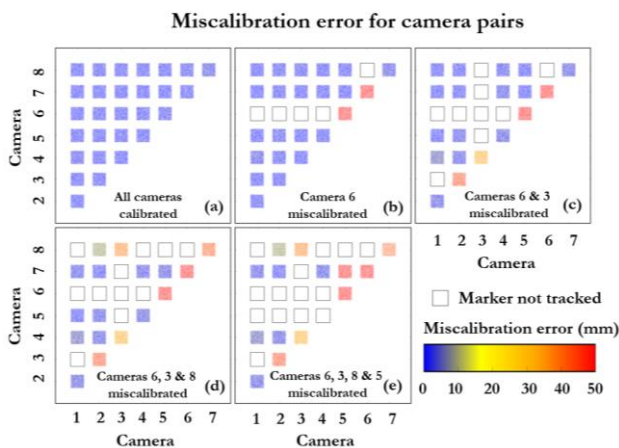 Miscalibration error for camera pairs
Camera
8
7
6
5
4
3
2
All cameras
calibrated
(a)
Camera 6
miscalibrated
(b)
Cameras 6 & 3
miscalibrated
(c)
1 2 3 4 5 6 7
Camera
Camera
8
7
6
5
4
3
2
Cameras 6, 3 & 8
miscalibrated
(d)
Cameras 6, 3, 8 & 5
miscalibrated
(e)
1 2 3 4 5 6 7
Camera
1 2 3 4 5 6 7
Camera
Marker not tracked
Miscalibration error (mm)
0 10 20 30 40 50